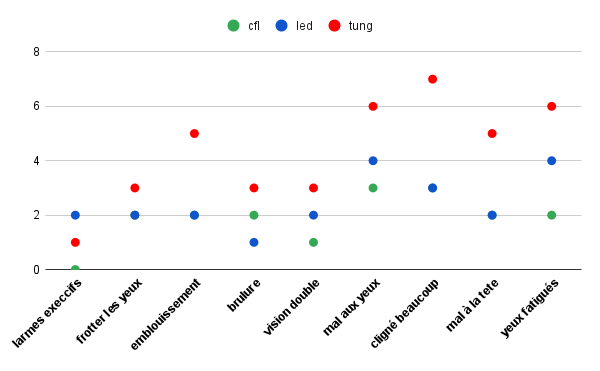 cfl led tung
8
6
4
2
0
larmes execcifs
frotter les yeux
emblouissement
brulure
vision double
mal aux yeux
cligné beaucoup
mal à la tete
yeux fatigués